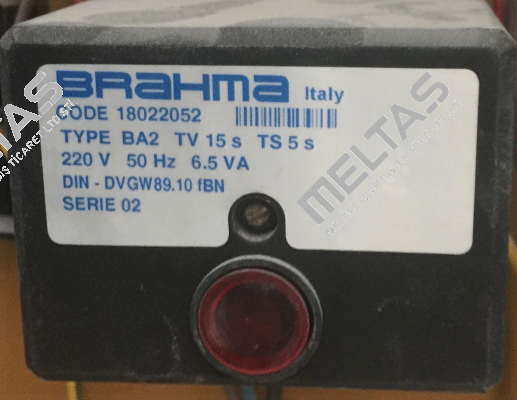 BRAHMA Italy
CODE 18022052
TYPE BA2 TV 15 s TS 5 s
220 V 50 Hz 6.5 VA
DIN - DVGW89.10 fBN
SERIE 02
MELTAS
MELTAS